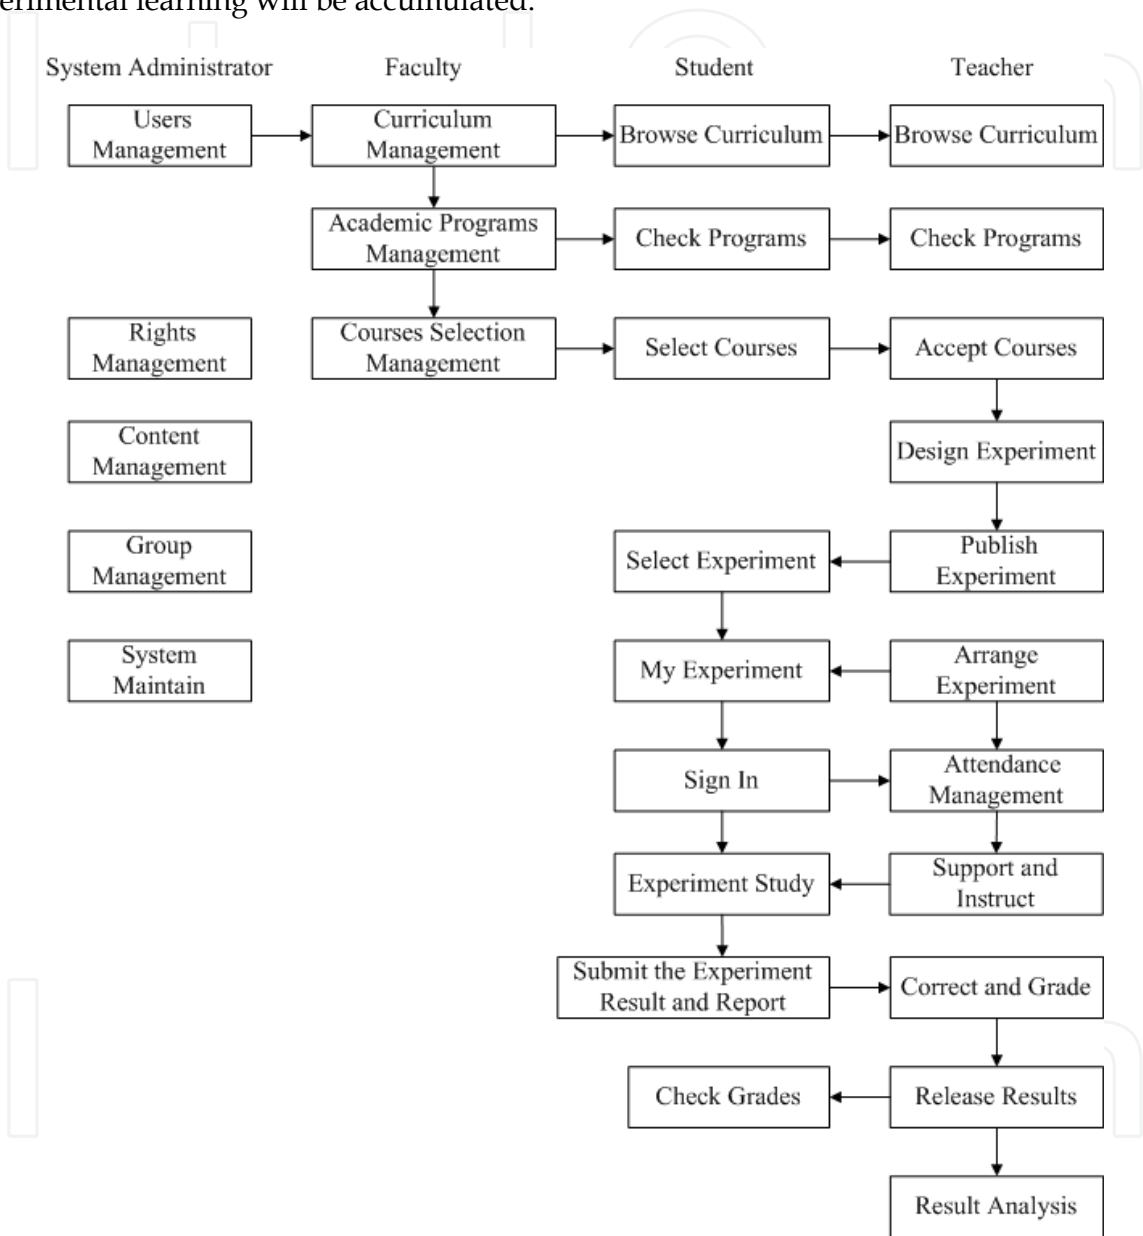 erimental learning will be accumulated.
System Administrator Faculty Student Teacher
Users
Management
Curriculum
Management
Browse Curriculum
Browse Curriculum
Academic Programs
Management
Check Programs
Check Programs
Rights
Management
Courses Selection
Management
Select Courses
Accept Courses
Content
Management
Design Experiment
Group
Management
Select Experiment
Publish
Experiment
System
Maintain
My Experiment
Arrange
Experiment
Sign In
Attendance
Management
Experiment Study
Support and
Instruct
Submit the Experiment
Result and Report
Correct and Grade
Check Grades
Release Results
Result Analysis